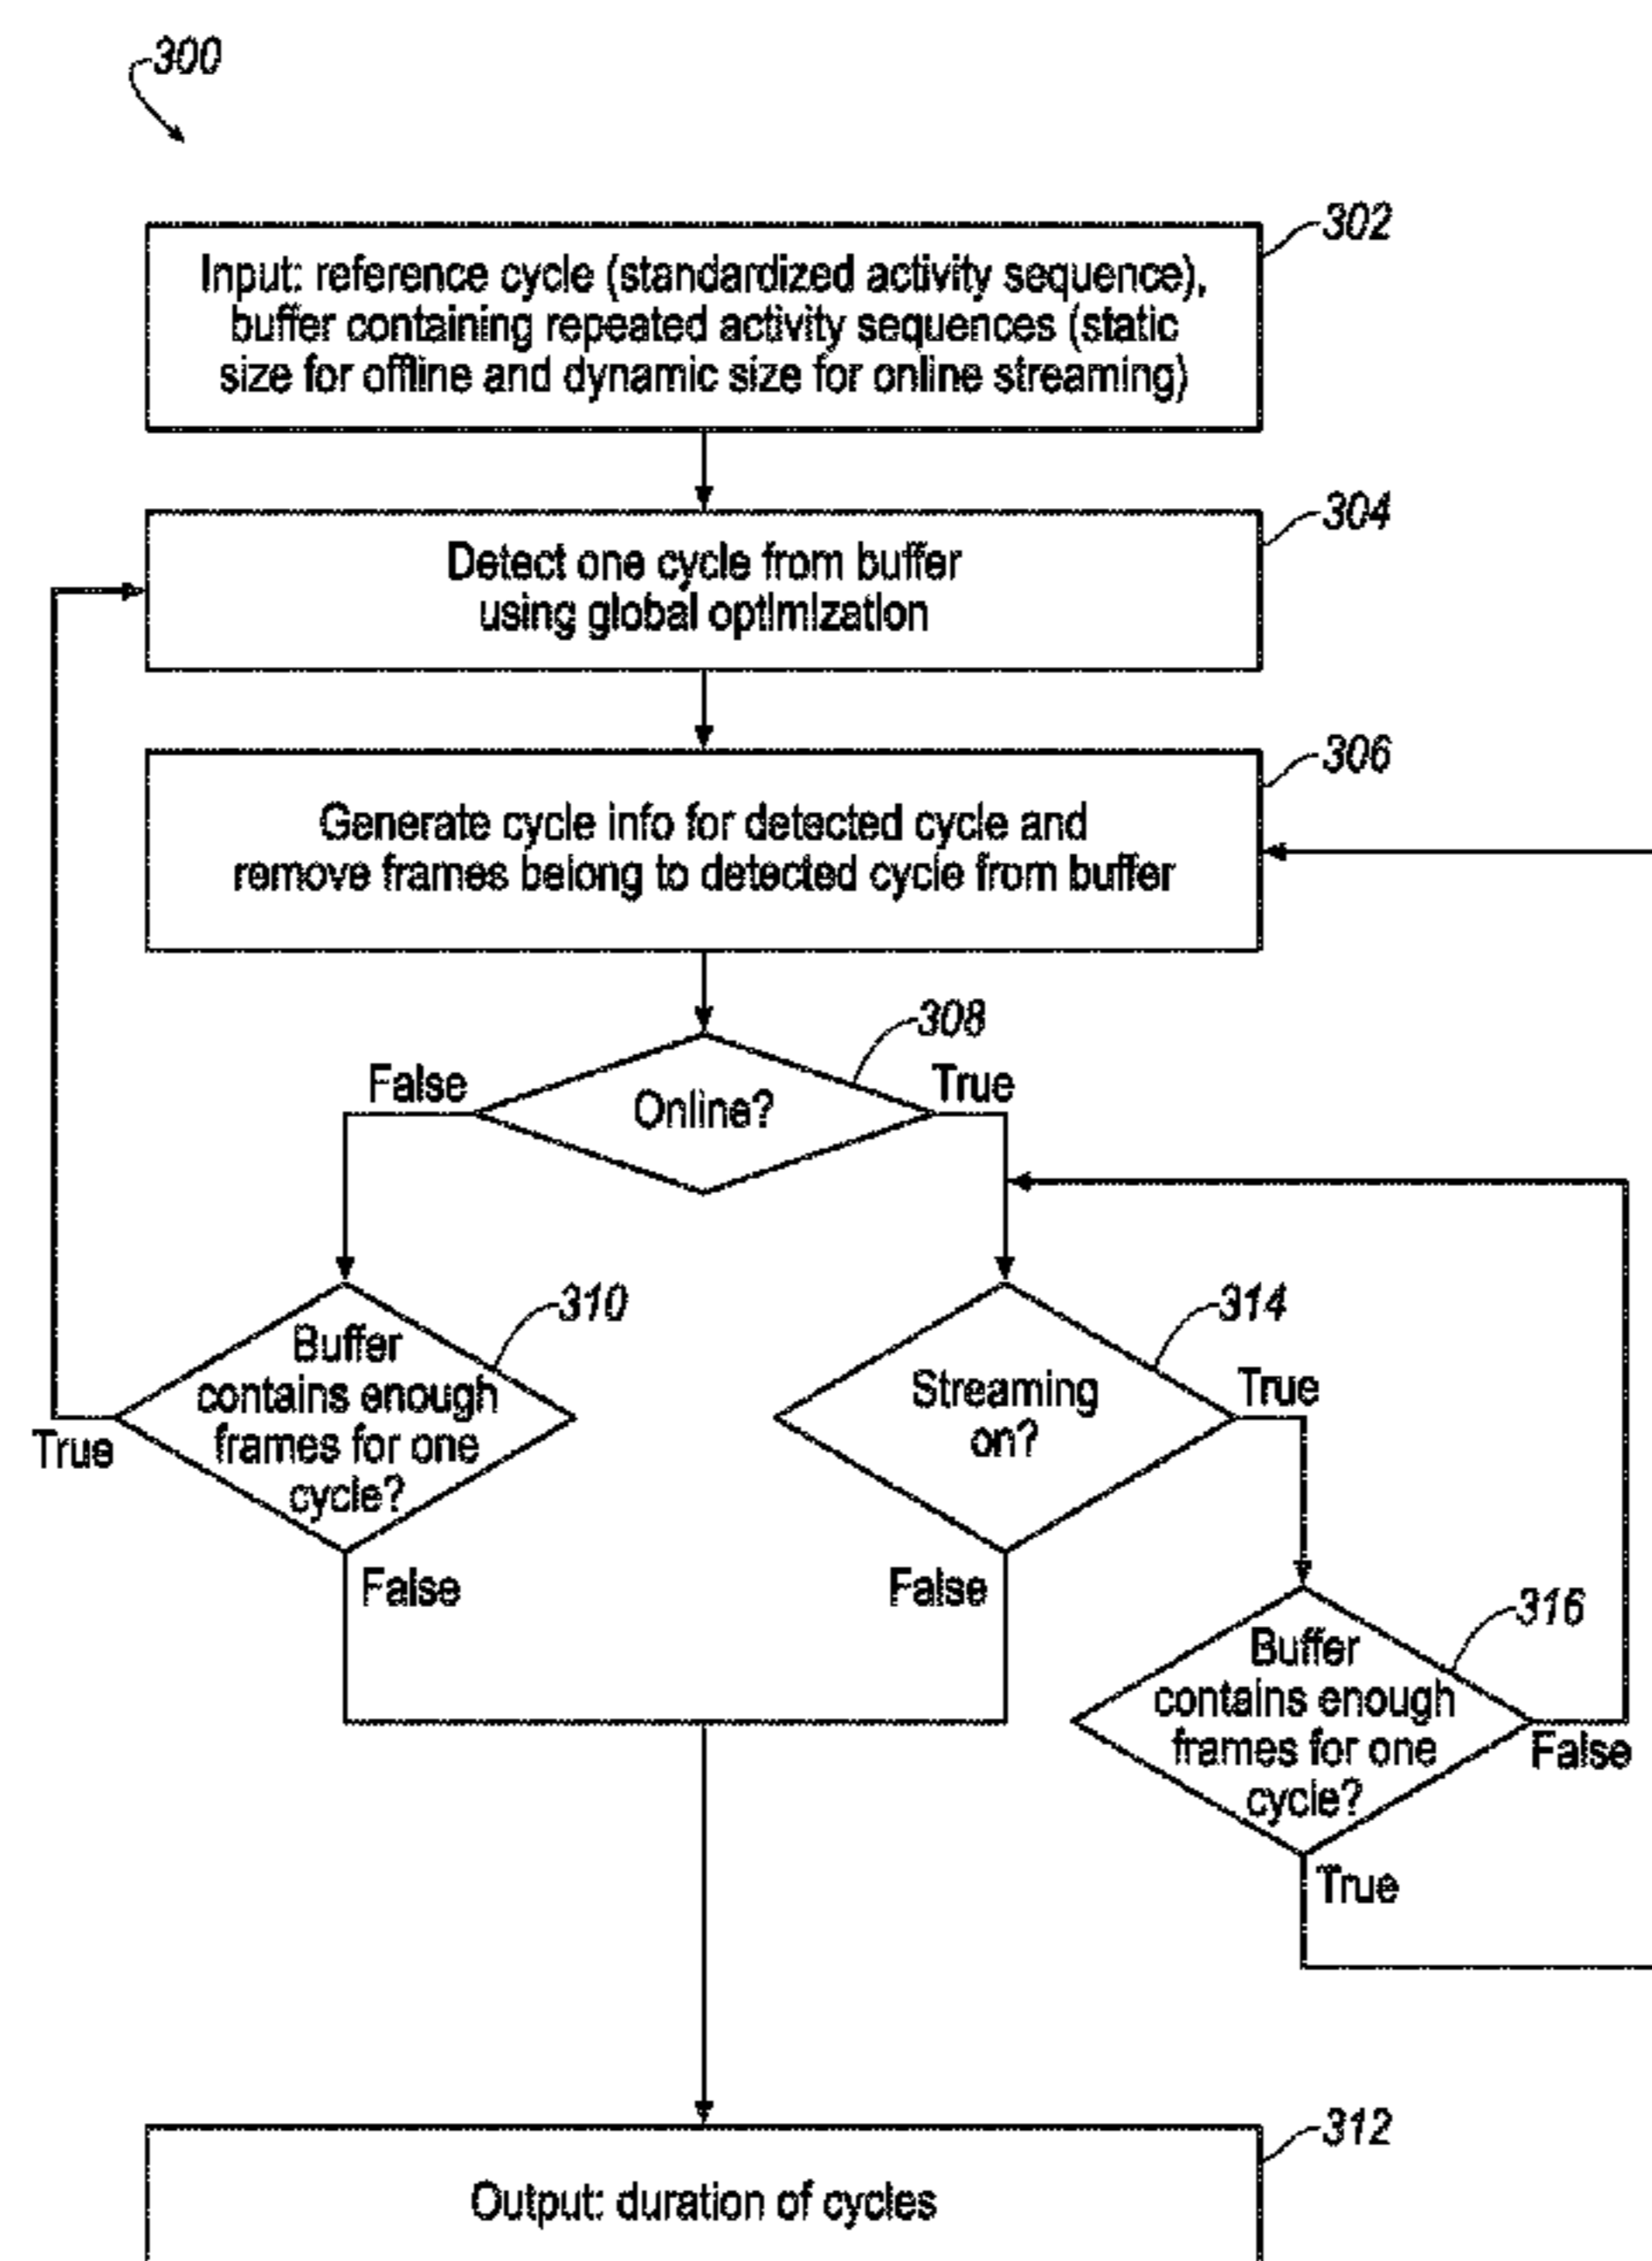 300
302
Input: reference cycle (standardized activity sequence),
buffer containing repeated activity sequences (static
size for offline and dynamic size for online streaming)
304
Detect one cycle from buffer
using global optimization
306
Generate cycle info for detected cycle and
remove frames belong to detected cycle from buffer
308
False
True
Online?
310
Buffer
contains enough
frames for one
cycle?
True
False
314
Streaming
on?
True
False
316
Buffer
contains enough
frames for one
cycle?
False
True
312
Output: duration of cycles